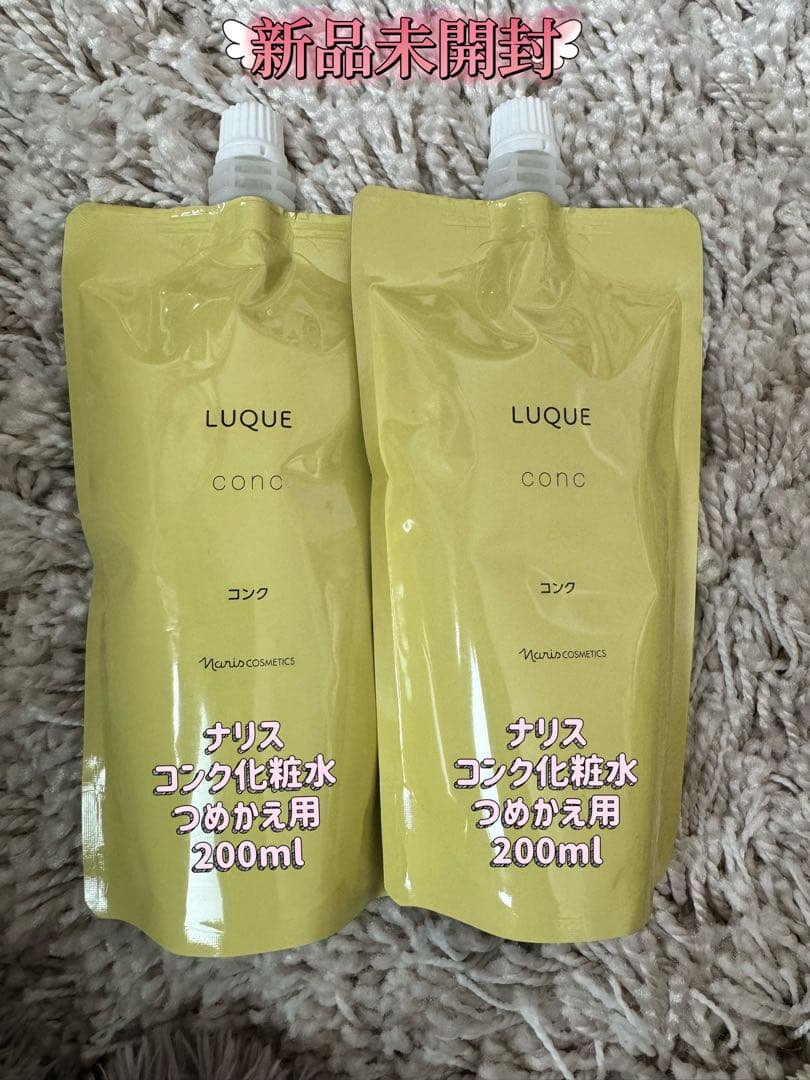 新品未開封
LUQUE
conc
コンク
naris COSMETICS
ナリス
コンク化粧水
つめかえ用
200ml
LUQUE
conc
コンク
naris COSMETICS
ナリス
コンク化粧水
つめかえ用
200ml